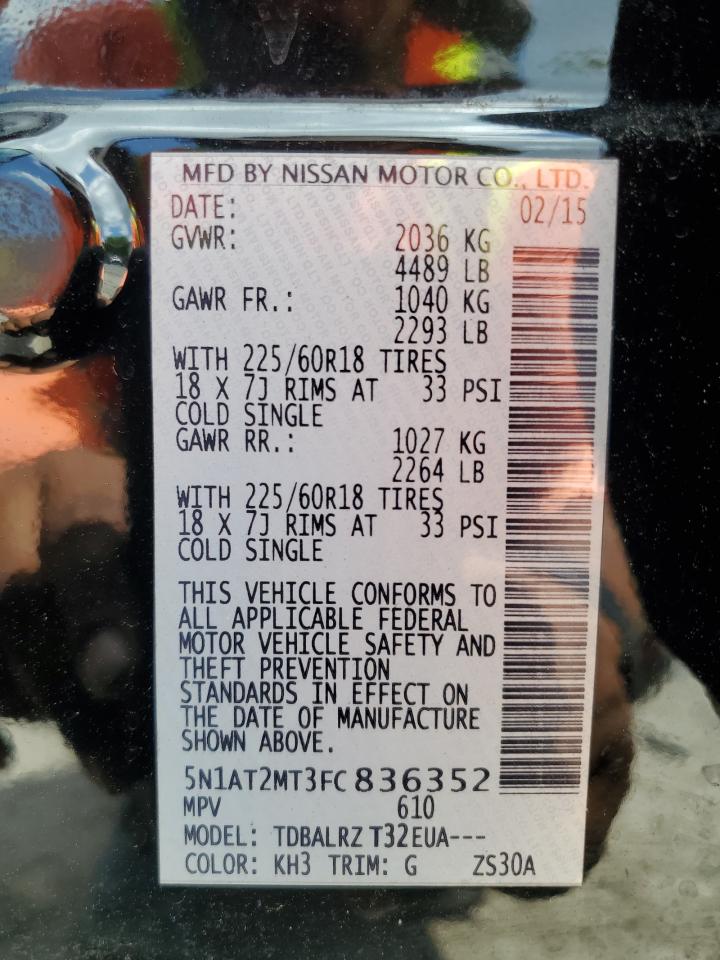 MFD BY NISSAN MOTOR CO., LTD.
DATE: 02/15
GVWR: 2036 KG
4489 LB
GAWR FR.: 1040 KG
2293 LB
WITH 225/60R18 TIRES
18 X 7J RIMS AT 33 PSI
COLD SINGLE
GAWR RR.: 1027 KG
2264 LB
WITH 225/60R18 TIRES
18 X 7J RIMS AT 33 PSI
COLD SINGLE
THIS VEHICLE CONFORMS TO
ALL APPLICABLE FEDERAL
MOTOR VEHICLE SAFETY AND
THEFT PREVENTION
STANDARDS IN EFFECT ON
THE DATE OF MANUFACTURE
SHOWN ABOVE.
5N1AT2MT3FC836352
MPV 610
MODEL: TDBALRZ T32EUA---
COLOR: KH3 TRIM: G ZS30A